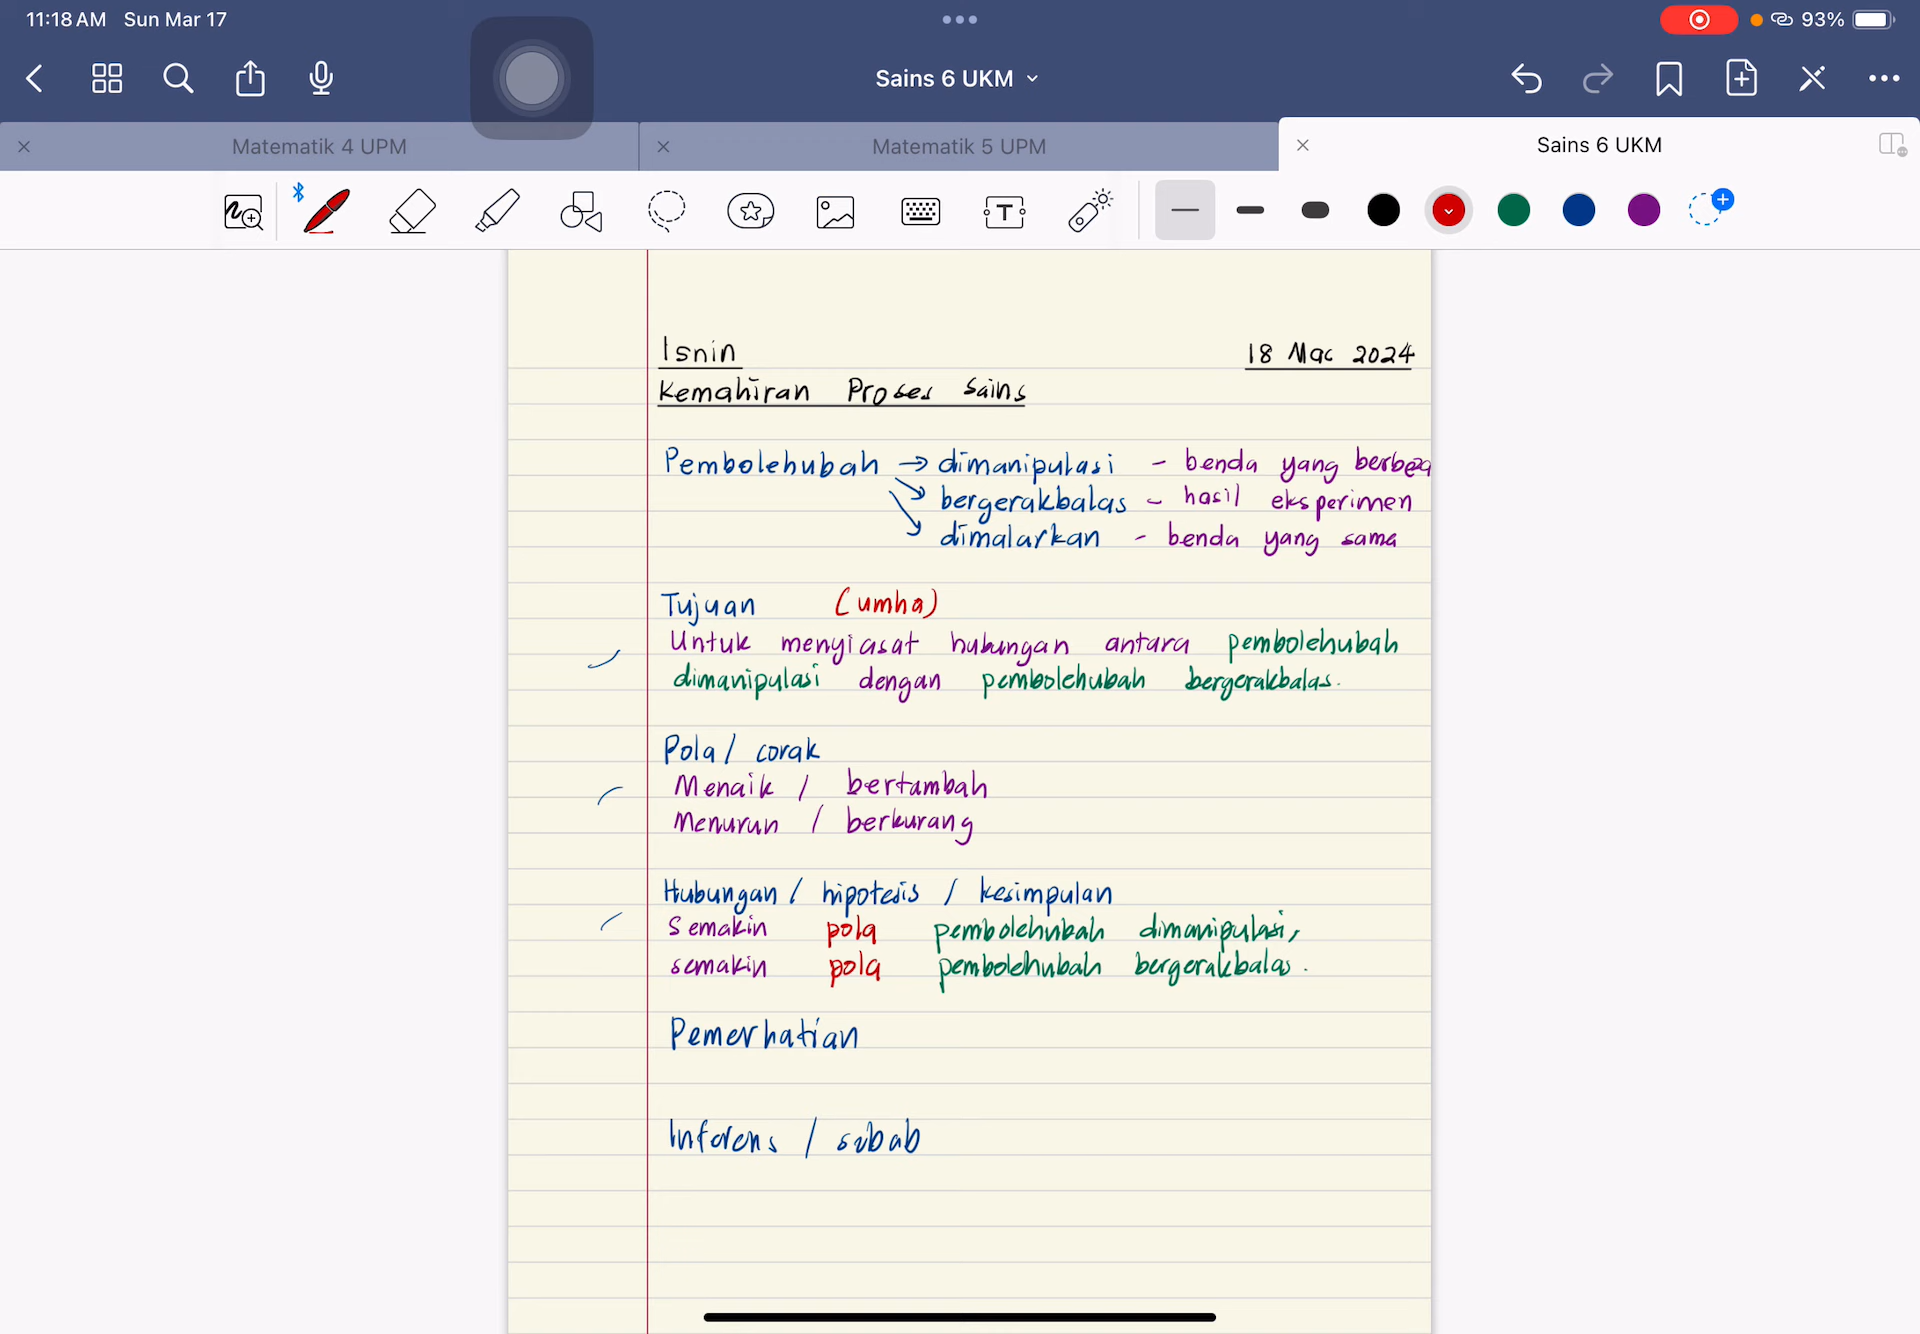 11:18 AM Sun Mar 17
93%
Sains 6 UKM
Matematik 4 UPM
Matematik 5 UPM
Sains 6 UKM
Isnin 18 Mac 2024
Kemahiran Proses Sains
Pembolehubah → dimanipulasi - benda yang berbeza
bergerakbalas - hasil eksperimen
dimalarkan - benda yang sama
Tujuan (umha)
Untuk menyiasat hubungan antara pembolehubah
dimanipulasi dengan pembolehubah bergerakbalas.
Pola / corak
Menaik / bertambah
Menurun / berkurang
Hubungan / hipotesis / kesimpulan
Semakin pola pembolehubah dimanipulasi,
semakin pola pembolehubah bergerakbalas.
Pemerhatian
Inferens / sebab